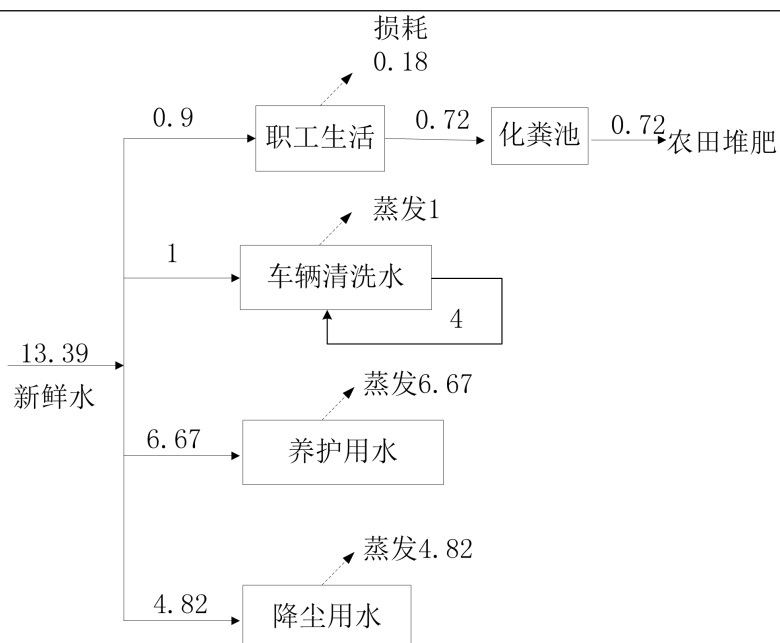 损耗
0.18
0.9
职工生活
0.72
化粪池
0.72
农田堆肥
蒸发1
1
车辆清洗水
4
13.39
新鲜水
蒸发6.67
6.67
养护用水
蒸发4.82
4.82
降尘用水